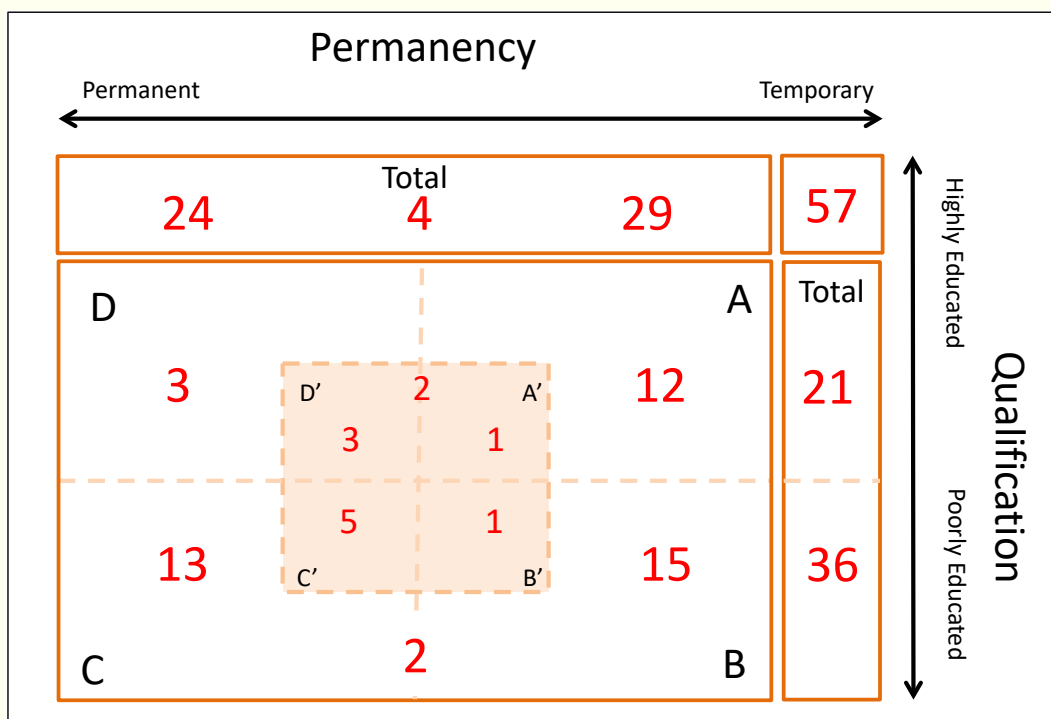 Permanency
Permanent
Temporary
Total
24
4
29
57
D
A
Total
3
D’
2
A’
12
21
3
1
5
1
13
C’
B’
15
36
2
C
B
Highly Educated
Qualification
Poorly Educated